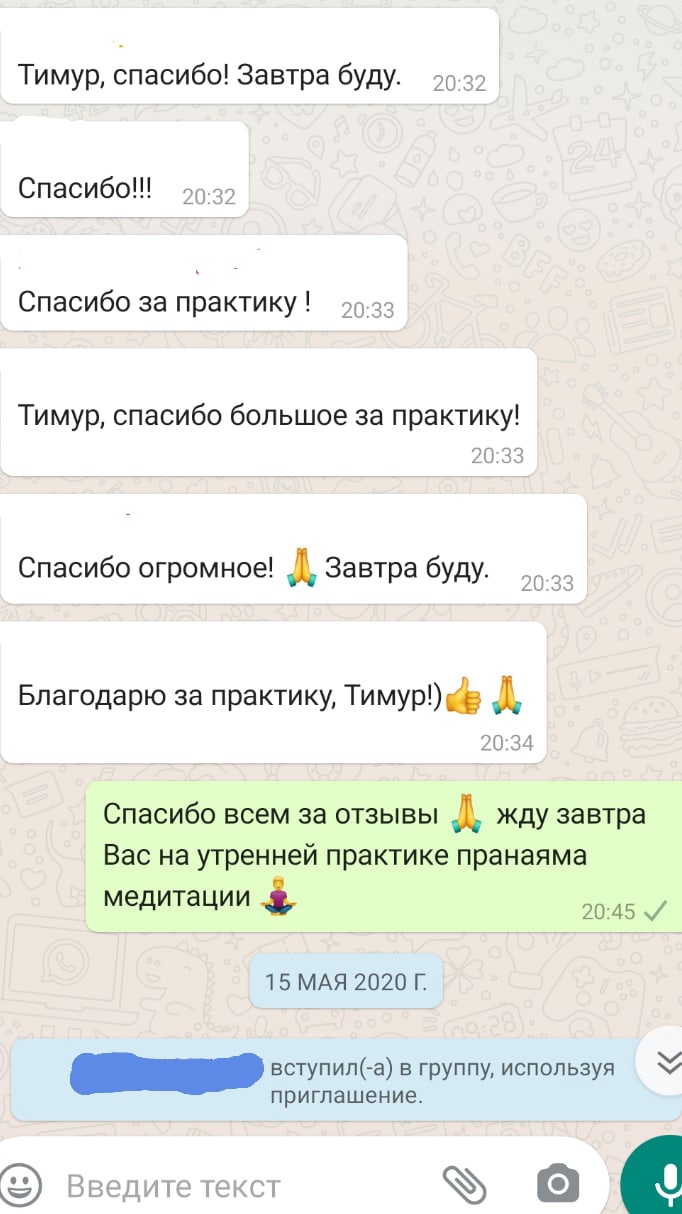 Тимур, спасибо! Завтра буду. 20:32
Спасибо!!! 20:32
Спасибо за практику ! 20:33
Тимур, спасибо большое за практику!
20:33
Спасибо огромное! 🙏 Завтра буду. 20:33
Благодарю за практику, Тимур!)👍🙏
20:34
Спасибо всем за отзывы 🙏 жду завтра
Вас на утренней практике пранаяма
медитации 🧘‍♂️ 20:45
15 МАЯ 2020 Г.
вступил(-а) в группу, используя
приглашение.
Введите текст